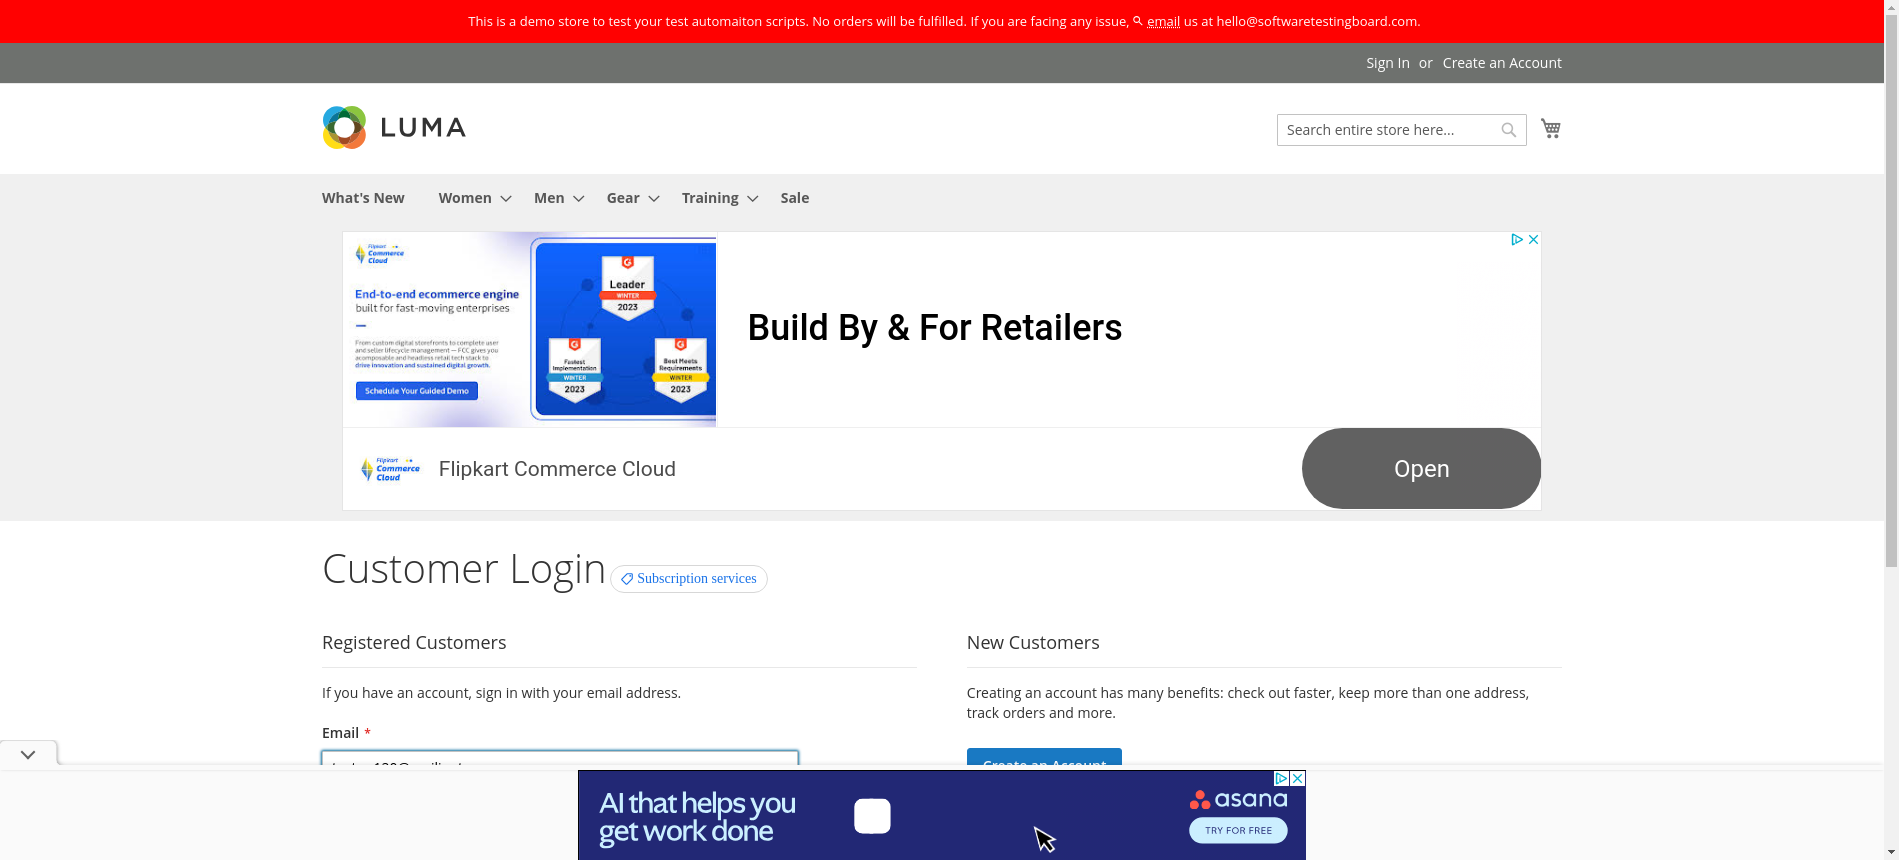 This is a demo store to test your test automaiton scripts. No orders will be fulfilled. If you are facing any issue, email us at hello@softwaretestingboard.com.
Sign In or Create an Account
LUMA
Search entire store here...
What's New Women Men Gear Training Sale
Flipkart
Commerce
Cloud
End-to-end ecommerce engine
built for fast-moving enterprises
From custom digital storefronts to complete user
and seller lifecycle management — FCC gives you
a composable and headless retail tech stack to
drive innovation and sustained digital growth.
Schedule Your Guided Demo
Leader
WINTER
2023
Fastest
Implementation
WINTER
2023
Best Meets
Requirements
WINTER
2023
Build By & For Retailers
Flipkart
Commerce
Cloud
Flipkart Commerce Cloud
Open
Customer Login
Subscription services
Registered Customers
If you have an account, sign in with your email address.
Email *
New Customers
Creating an account has many benefits: check out faster, keep more than one address,
track orders and more.
Create an Account
AI that helps you
get work done
asana
TRY FOR FREE